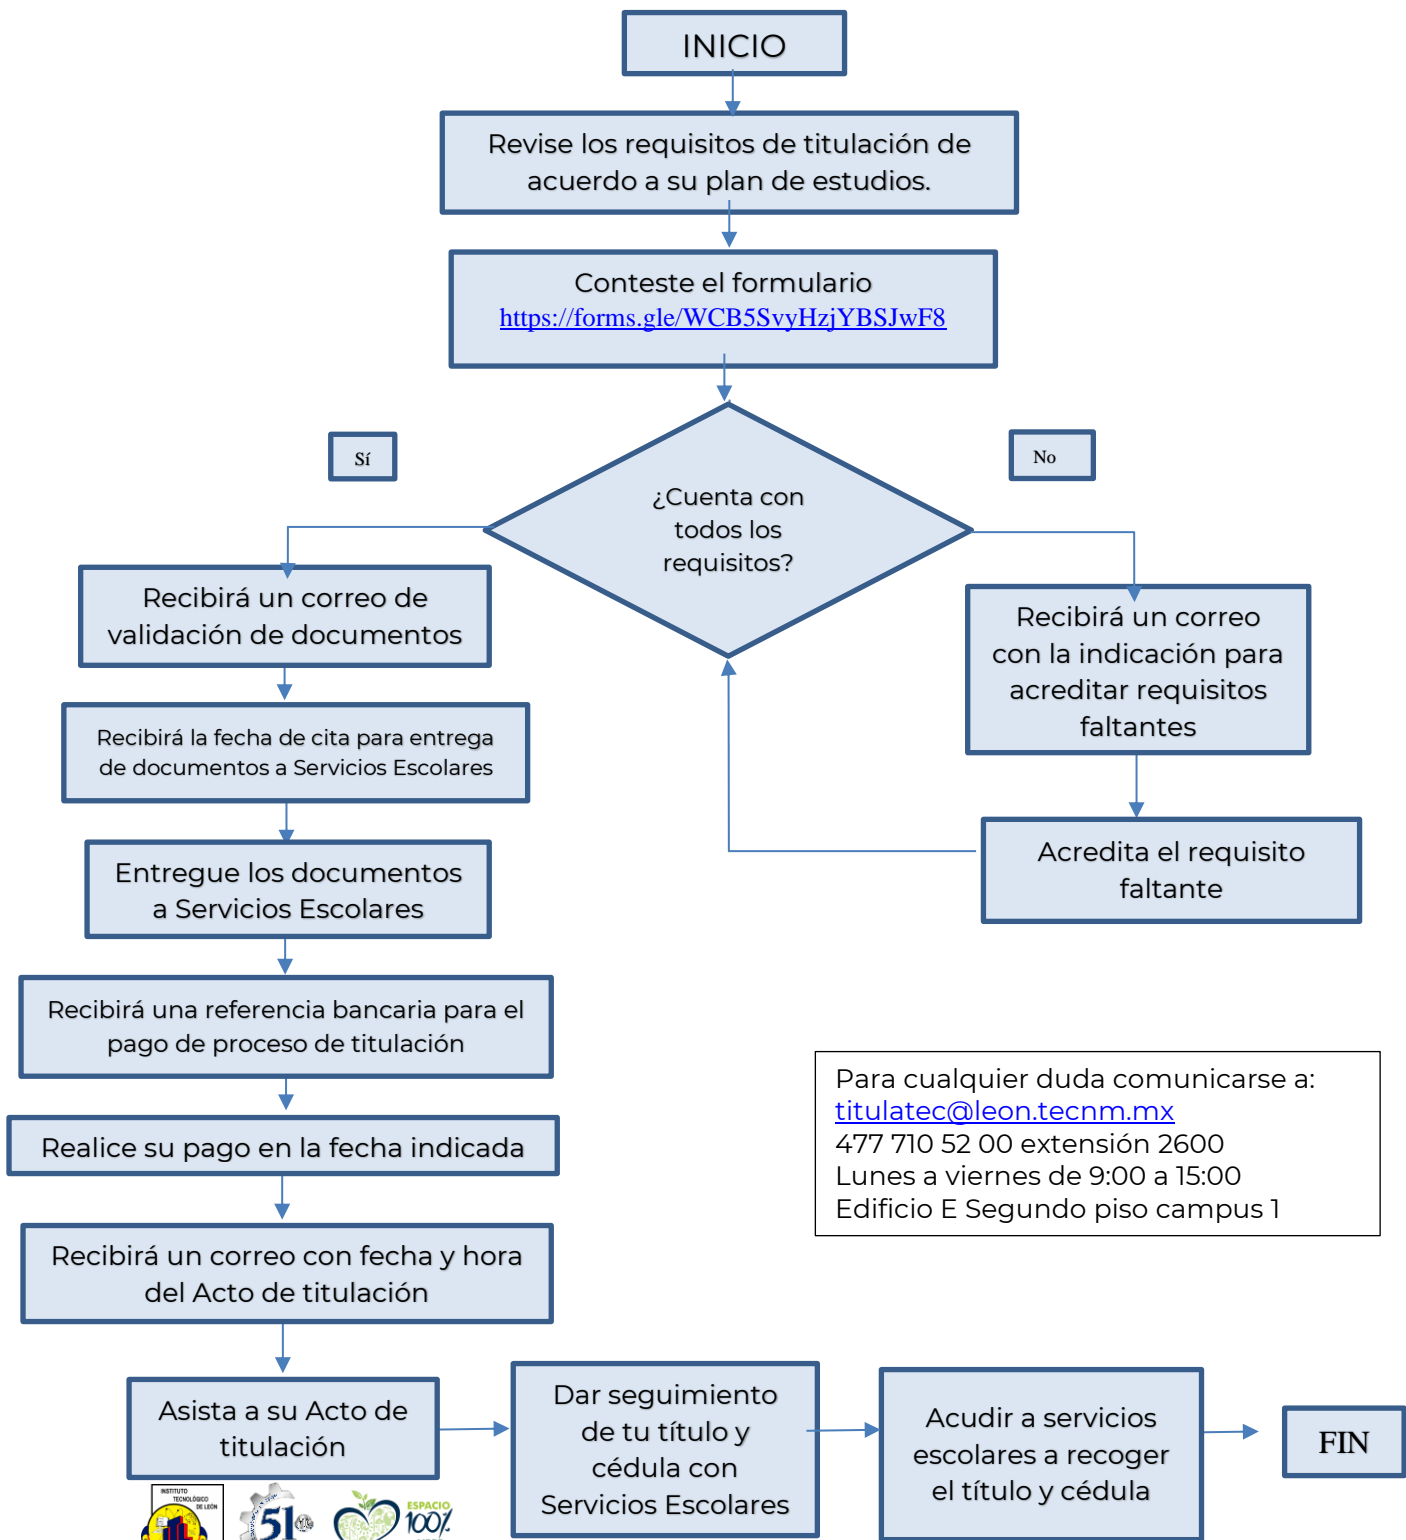 INICIO
Revise los requisitos de titulación de
acuerdo a su plan de estudios.
Conteste el formulario
https://forms.gle/WCB5SvyHzjYBSJwF8
Sí
No
¿Cuenta con
todos los
requisitos?
Recibirá un correo de
validación de documentos
Recibirá un correo
con la indicación para
acreditar requisitos
faltantes
Recibirá la fecha de cita para entrega
de documentos a Servicios Escolares
Acredita el requisito
faltante
Entregue los documentos
a Servicios Escolares
Recibirá una referencia bancaria para el
pago de proceso de titulación
Para cualquier duda comunicarse a:
titulatec@leon.tecnm.mx
477 710 52 00 extensión 2600
Lunes a viernes de 9:00 a 15:00
Edificio E Segundo piso campus 1
Realice su pago en la fecha indicada
Recibirá un correo con fecha y hora
del Acto de titulación
Asista a su Acto de
titulación
Dar seguimiento
de tu título y
cédula con
Servicios Escolares
Acudir a servicios
escolares a recoger
el título y cédula
FIN
INSTITUTO
TECNOLÓGICO
DE LEÓN
51
ESPACIO
100%